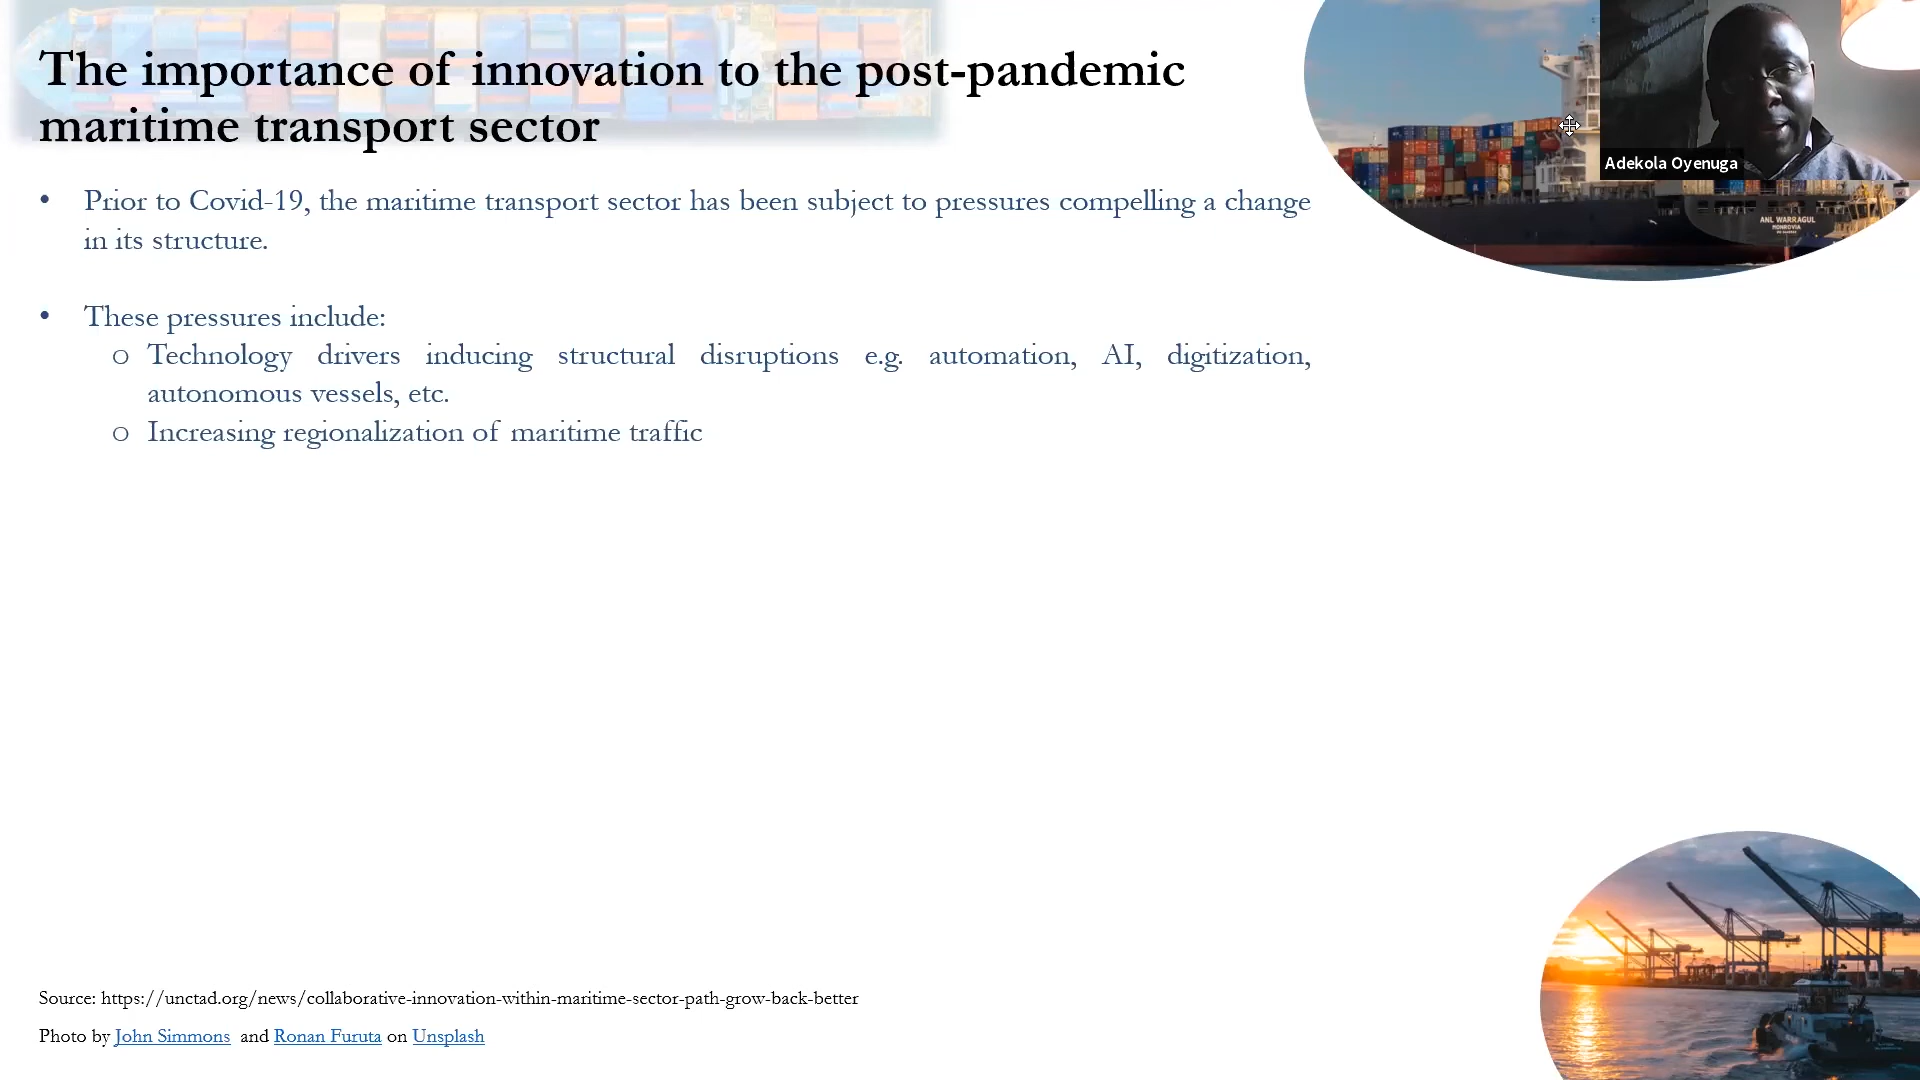 The importance of innovation to the post-pandemic
maritime transport sector
Adekola Oyenuga
• Prior to Covid-19, the maritime transport sector has been subject to pressures compelling a change
in its structure.
ANL WARRAGUL
MONROVIA
• These pressures include:
o Technology drivers inducing structural disruptions e.g. automation, AI, digitization,
autonomous vessels, etc.
o Increasing regionalization of maritime traffic
Source: https://unctad.org/news/collaborative-innovation-within-maritime-sector-path-grow-back-better
Photo by John Simmons and Ronan Furuta on Unsplash